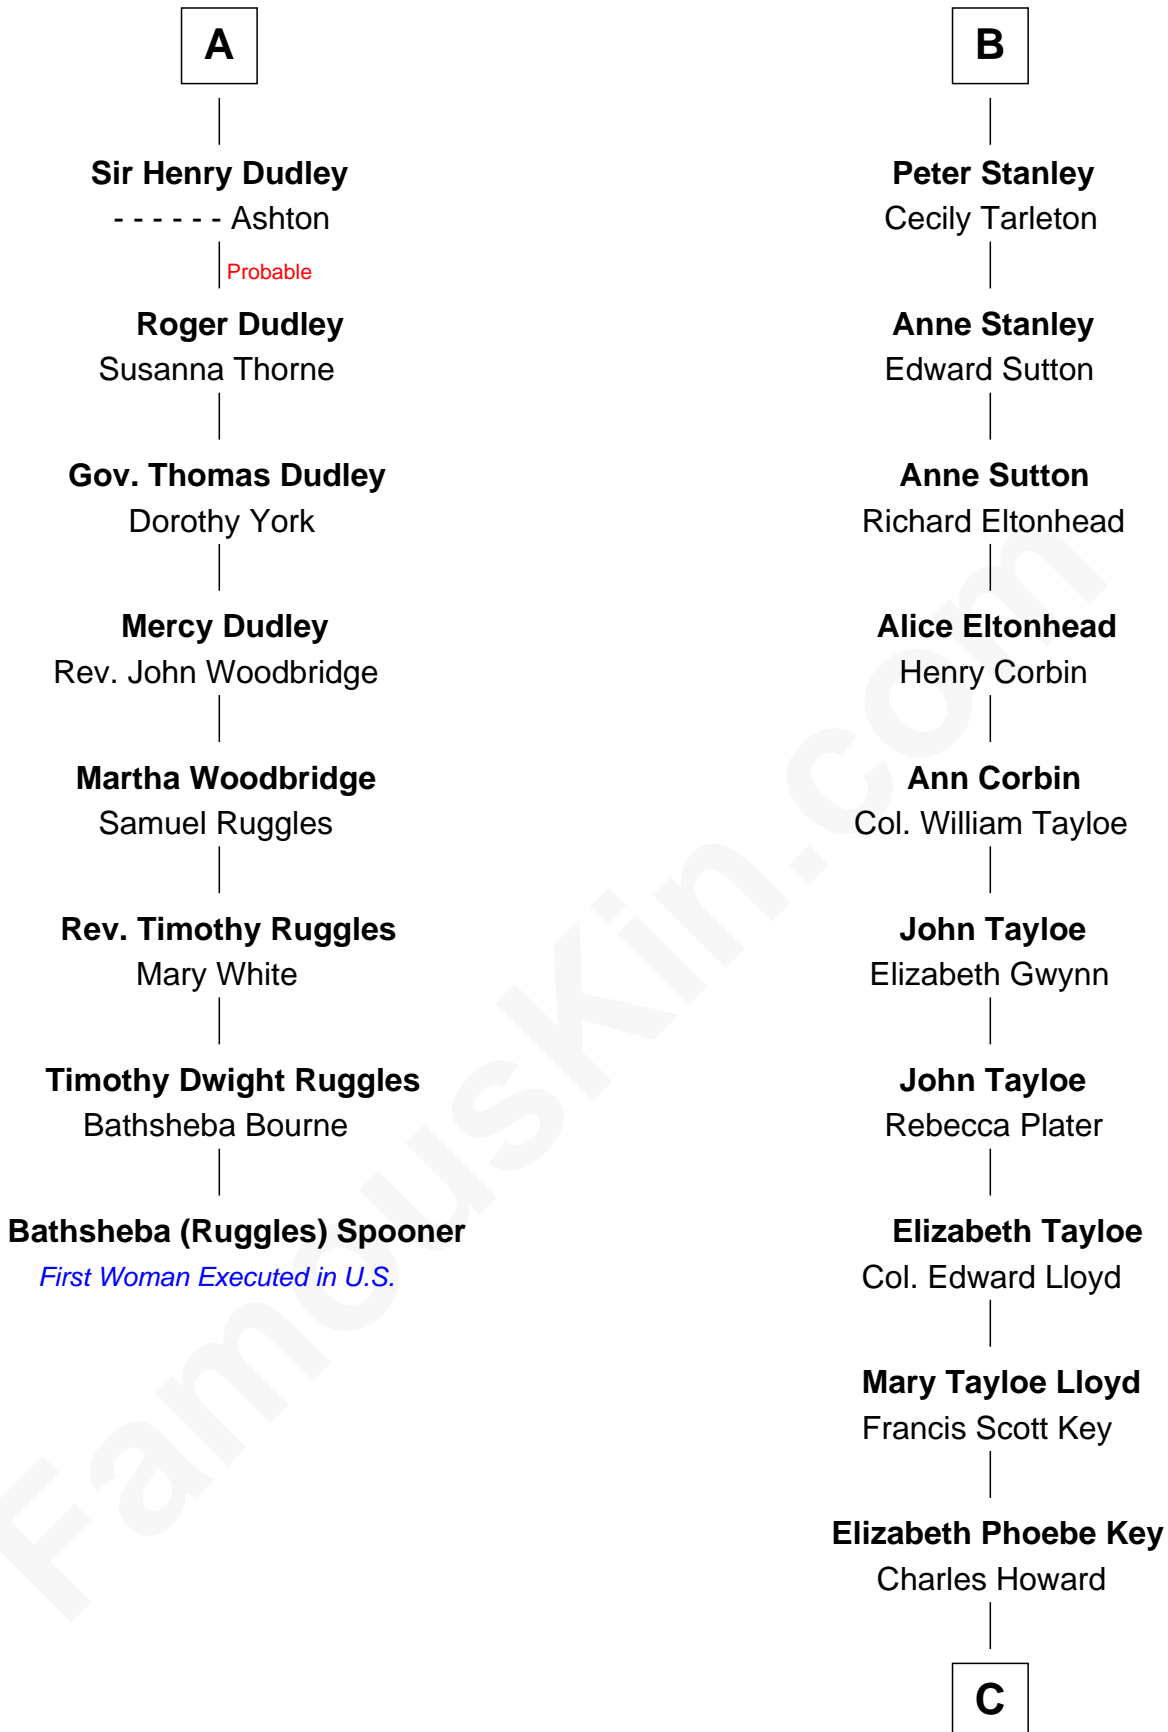 A
Sir Henry Dudley
- - - - - - Ashton
Probable
Roger Dudley
Susanna Thorne
Gov. Thomas Dudley
Dorothy York
Mercy Dudley
Rev. John Woodbridge
Martha Woodbridge
Samuel Ruggles
Rev. Timothy Ruggles
Mary White
Timothy Dwight Ruggles
Bathsheba Bourne
Bathsheba (Ruggles) Spooner
First Woman Executed in U.S.
B
Peter Stanley
Cecily Tarleton
Anne Stanley
Edward Sutton
Anne Sutton
Richard Eltonhead
Alice Eltonhead
Henry Corbin
Ann Corbin
Col. William Tayloe
John Tayloe
Elizabeth Gwynn
John Tayloe
Rebecca Plater
Elizabeth Tayloe
Col. Edward Lloyd
Mary Tayloe Lloyd
Francis Scott Key
Elizabeth Phoebe Key
Charles Howard
C
FamousKin.com